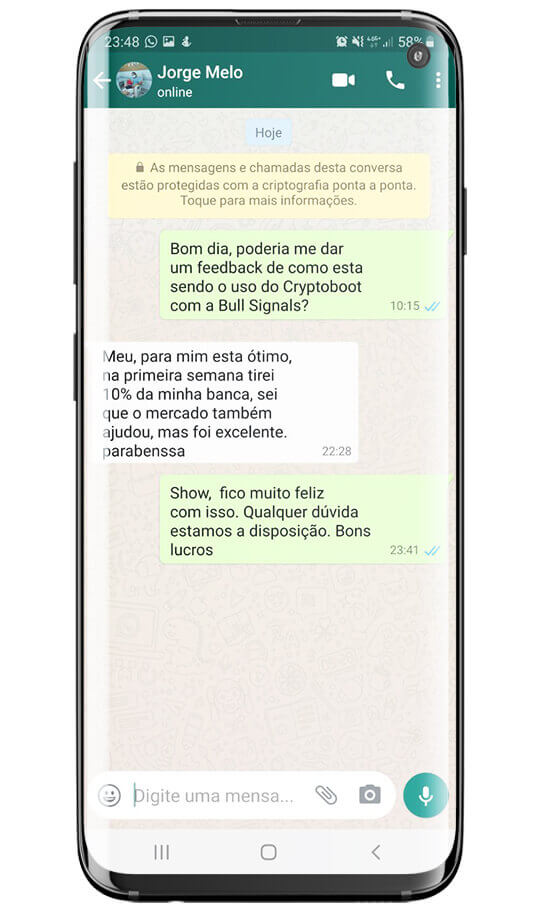 23:48
58%
Jorge Melo
online
Hoje
As mensagens e chamadas desta conversa
estão protegidas com a criptografia ponta a ponta.
Toque para mais informações.
Bom dia, poderia me dar
um feedback de como esta
sendo o uso do Cryptoboot
com a Bull Signals?
10:15
Meu, para mim esta ótimo,
na primeira semana tirei
10% da minha banca, sei
que o mercado também
ajudou, mas foi excelente.
parabenssa
22:28
Show, fico muito feliz
com isso. Qualquer dúvida
estamos a disposição. Bons
lucros
23:41
Digite uma mensa...